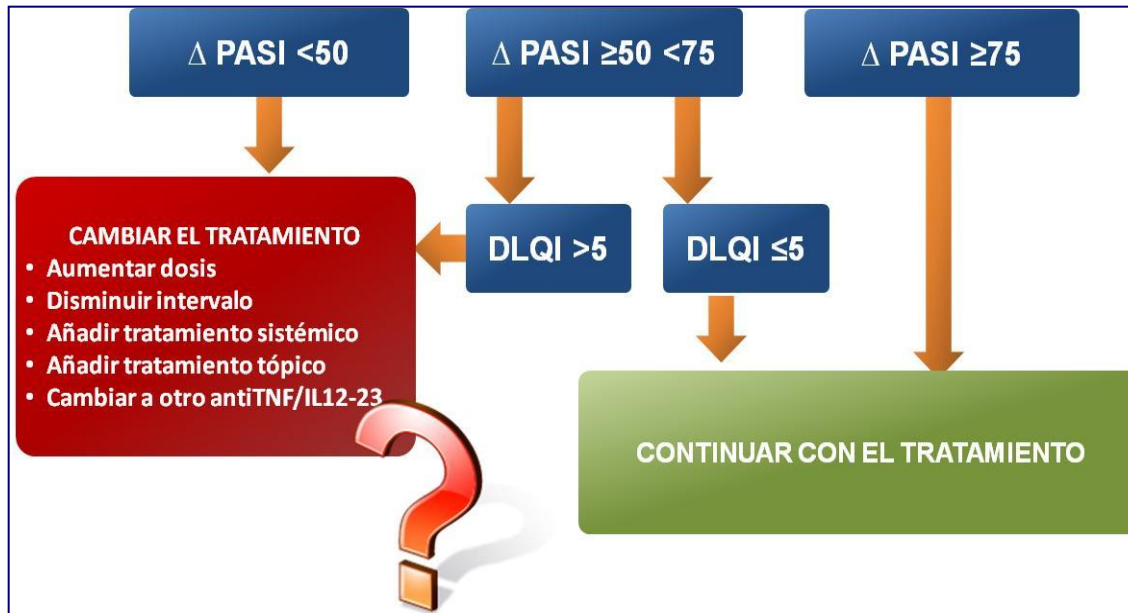 Δ PASI <50
Δ PASI ≥50 <75
Δ PASI ≥75
CAMBIAR EL TRATAMIENTO
• Aumentar dosis
• Disminuir intervalo
• Añadir tratamiento sistémico
• Añadir tratamiento tópico
• Cambiar a otro antiTNF/IL12-23
DLQI >5
DLQI ≤5
CONTINUAR CON EL TRATAMIENTO
?